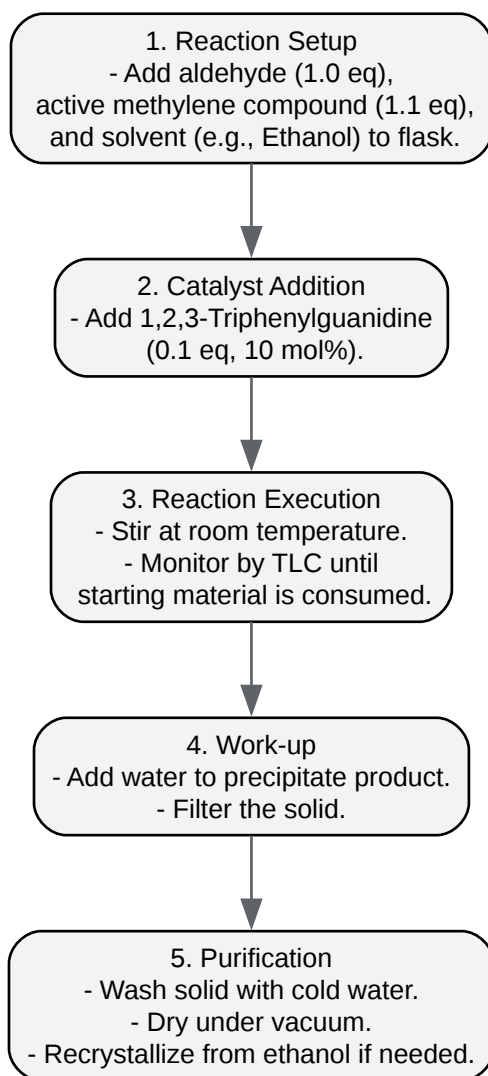 1. Reaction Setup
- Add aldehyde (1.0 eq),
active methylene compound (1.1 eq),
and solvent (e.g., Ethanol) to flask.
2. Catalyst Addition
- Add 1,2,3-Triphenylguanidine
(0.1 eq, 10 mol%).
3. Reaction Execution
- Stir at room temperature.
- Monitor by TLC until
starting material is consumed.
4. Work-up
- Add water to precipitate product.
- Filter the solid.
5. Purification
- Wash solid with cold water.
- Dry under vacuum.
- Recrystallize from ethanol if needed.